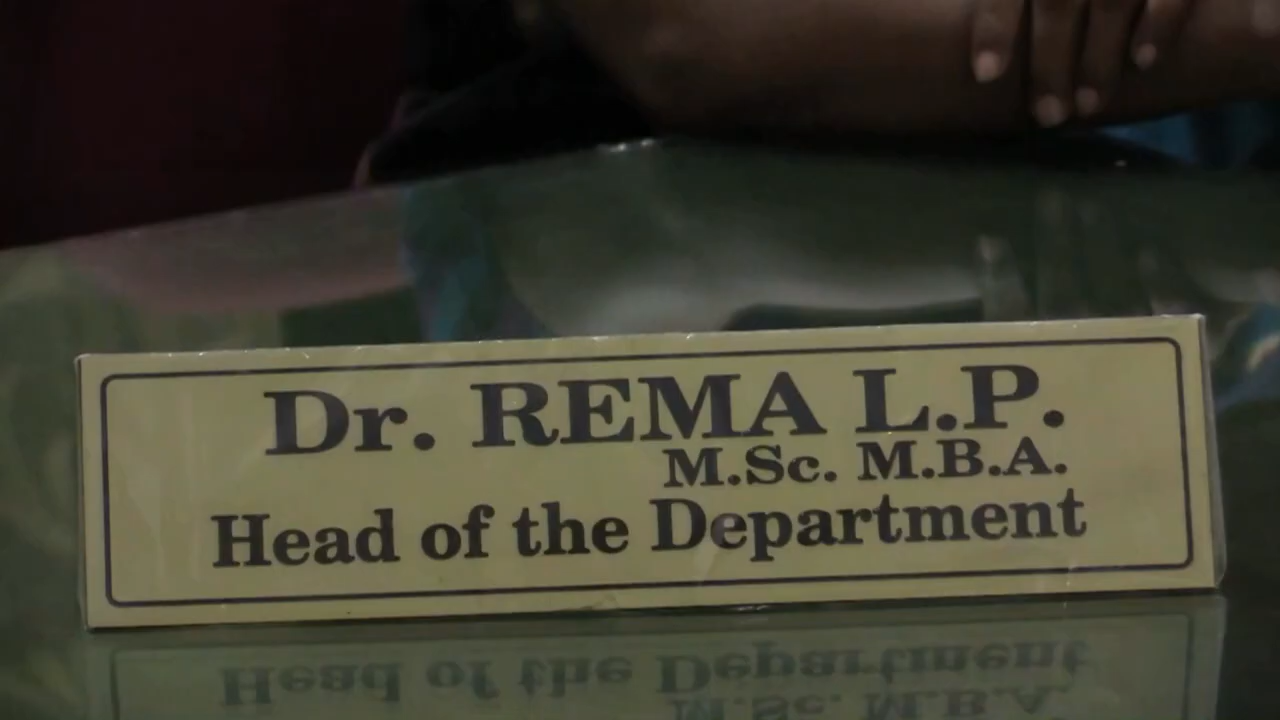 Dr. REMA L.P.
M.Sc. M.B.A.
Head of the Department